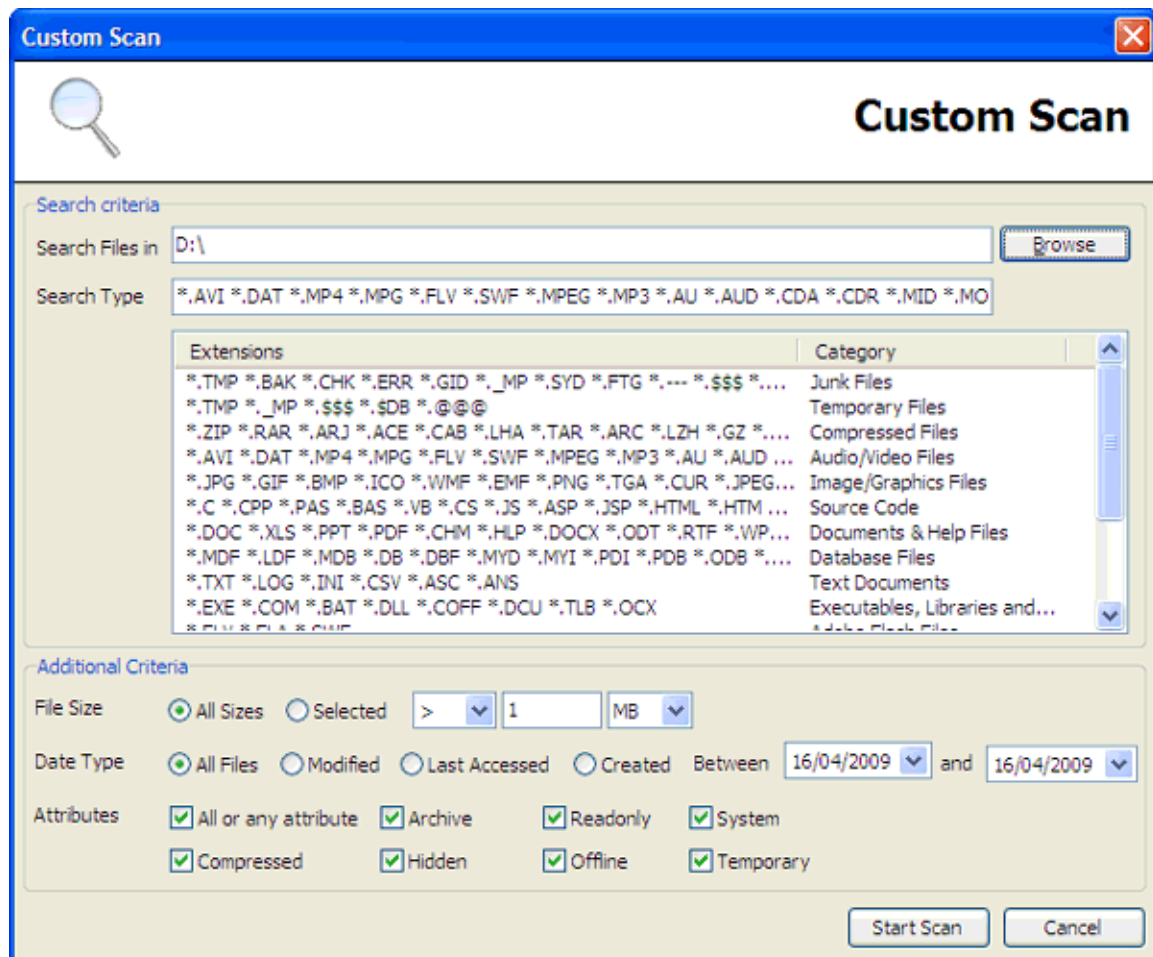 Custom Scan
Custom Scan
Search criteria
Search Files in D:\ Browse
Search Type *.AVI *.DAT *.MP4 *.MPG *.FLV *.SWF *.MPEG *.MP3 *.AU *.AUD *.CDA *.CDR *.MID *.MO
Extensions Category
*.TMP *.BAK *.CHK *.ERR *.GID *._MP *.SYD *.FTG *.--- *.$$$ *.... Junk Files
*.TMP *._MP *.$$$ *.$DB *.@@@ Temporary Files
*.ZIP *.RAR *.ARJ *.ACE *.CAB *.LHA *.TAR *.ARC *.LZH *.GZ *.... Compressed Files
*.AVI *.DAT *.MP4 *.MPG *.FLV *.SWF *.MPEG *.MP3 *.AU *.AUD ... Audio/Video Files
*.JPG *.GIF *.BMP *.ICO *.WMF *.EMF *.PNG *.TGA *.CUR *.JPEG... Image/Graphics Files
*.C *.CPP *.PAS *.BAS *.VB *.CS *.JS *.ASP *.JSP *.HTML *.HTM ... Source Code
*.DOC *.XLS *.PPT *.PDF *.CHM *.HLP *.DOCX *.ODT *.RTF *.WP... Documents & Help Files
*.MDF *.LDF *.MDB *.DB *.DBF *.MYD *.MYI *.PDI *.PDB *.ODB *.... Database Files
*.TXT *.LOG *.INI *.CSV *.ASC *.ANS Text Documents
*.EXE *.COM *.BAT *.DLL *.COFF *.DCU *.TLB *.OCX Executables, Libraries and...
*.FLV *.FLA *.SWF Adobe Flash Files
Additional Criteria
File Size All Sizes Selected > 1 MB
Date Type All Files Modified Last Accessed Created Between 16/04/2009 and 16/04/2009
Attributes All or any attribute Archive Readonly System
Compressed Hidden Offline Temporary
Start Scan Cancel